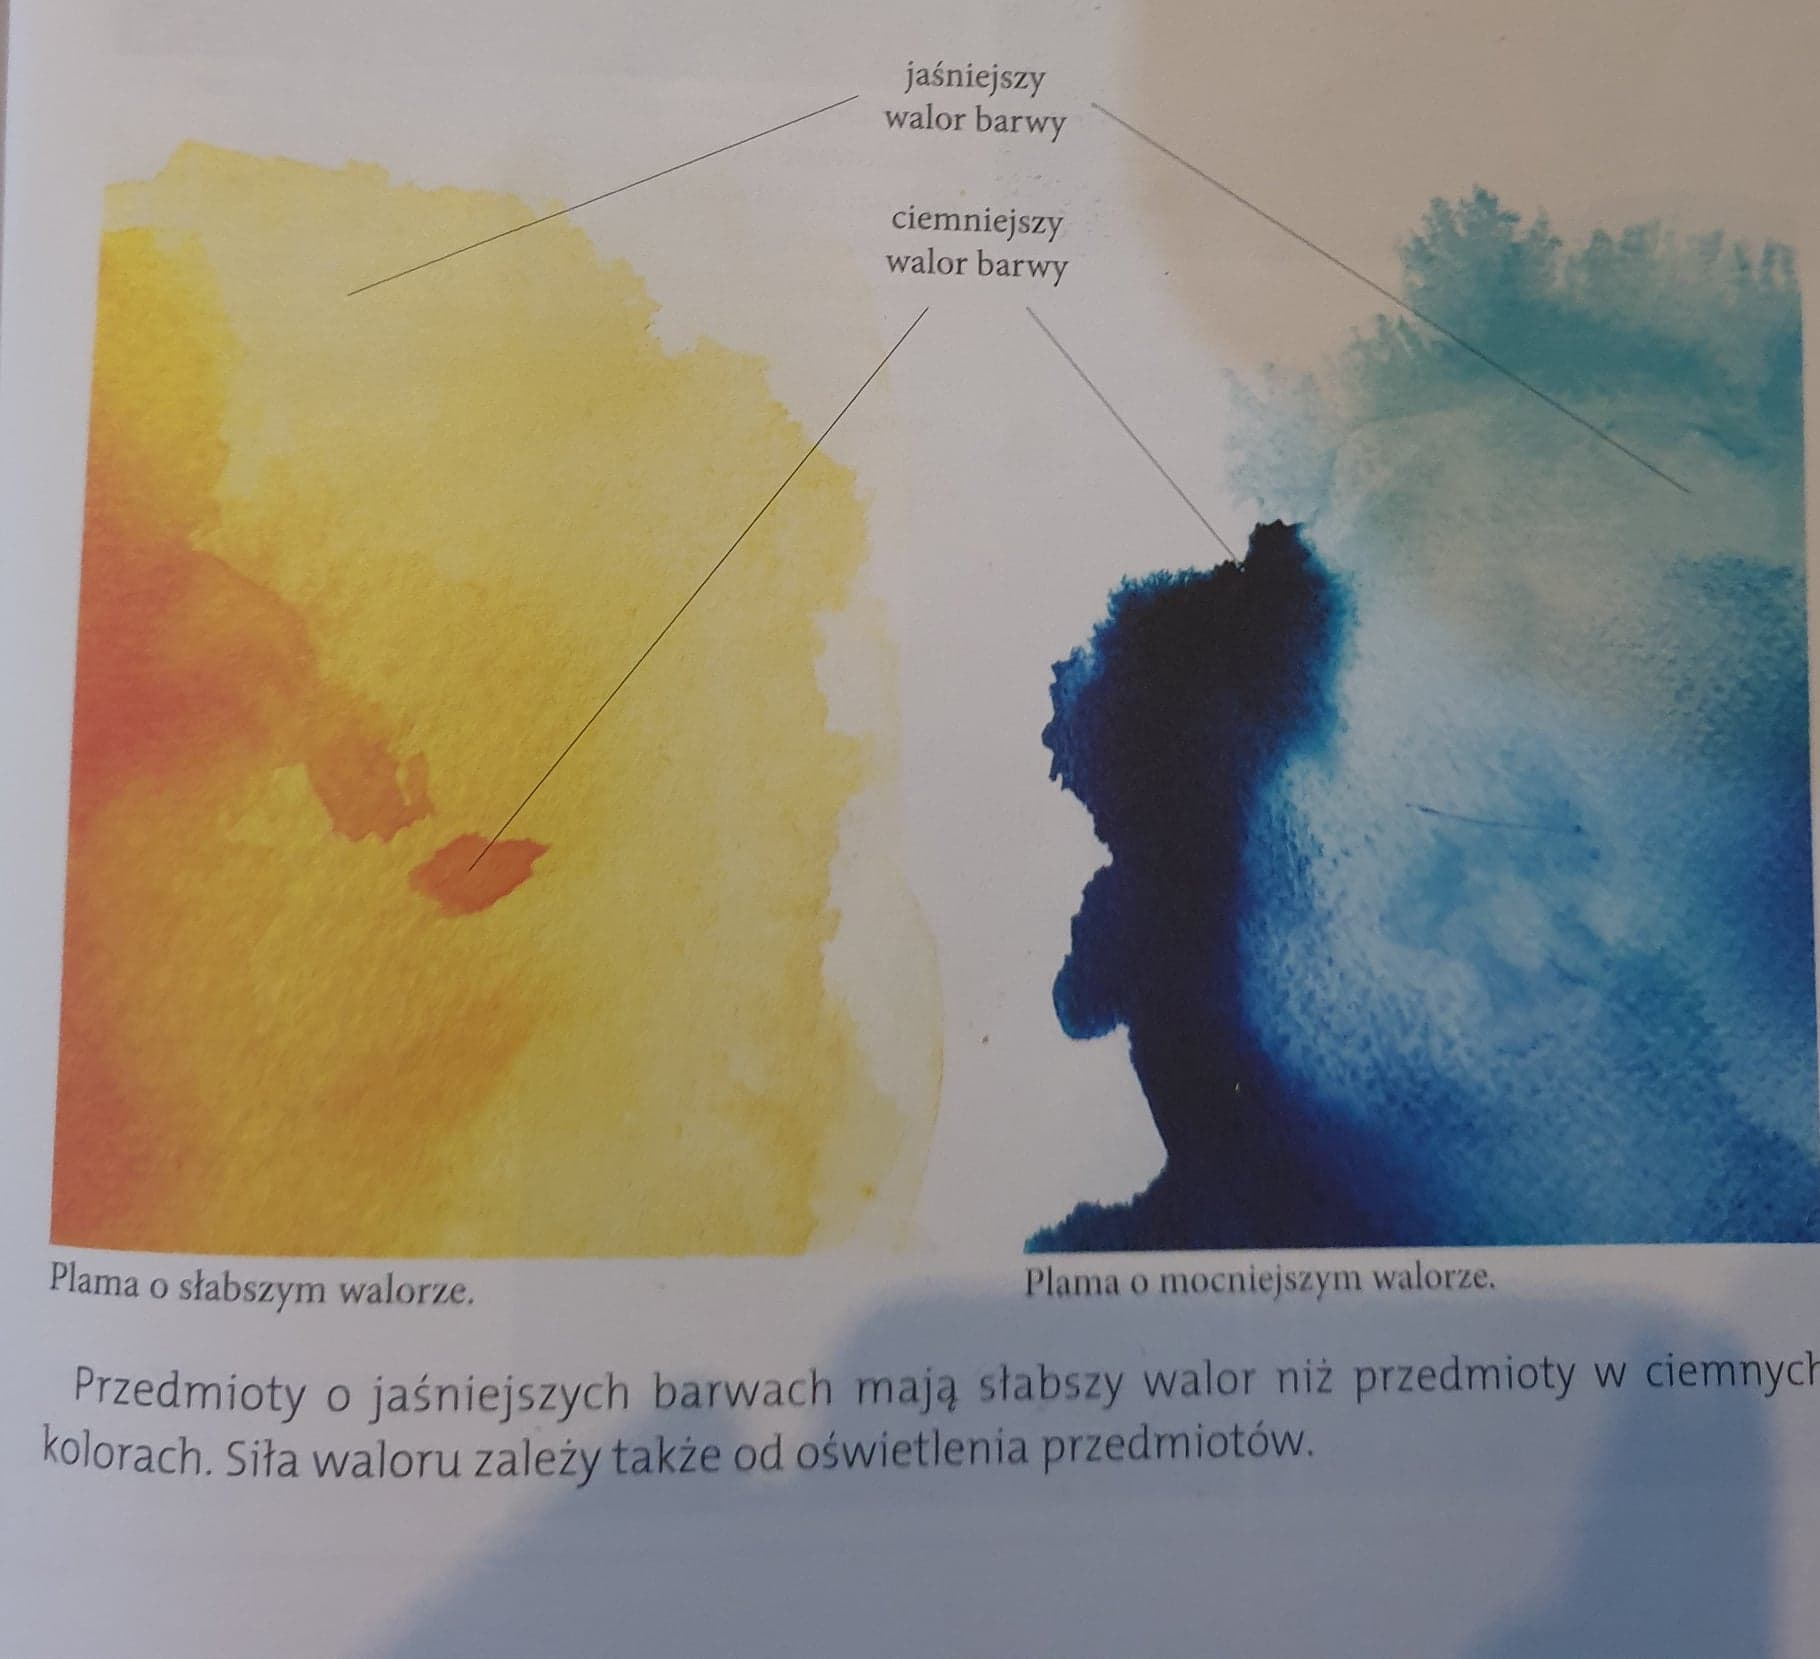 jaśniejszy
walor barwy
ciemniejszy
walor barwy
Plama o słabszym walorze.
Plama o mocniejszym walorze.
Przedmioty o jaśniejszych barwach mają słabszy walor niż przedmioty w ciemnych
kolorach. Siła waloru zależy także od oświetlenia przedmiotów.